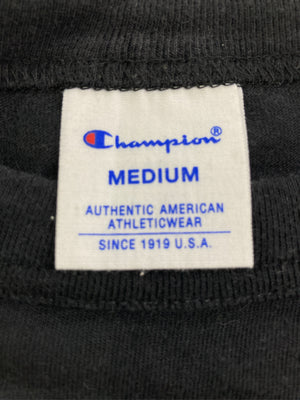 Champion®
MEDIUM
AUTHENTIC AMERICAN
ATHLETICWEAR
SINCE 1919 U.S.A.